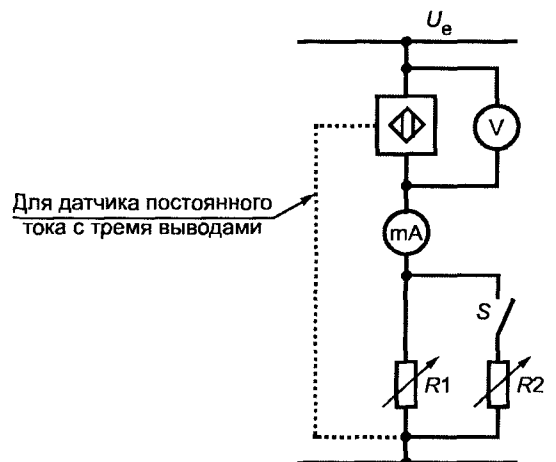 U_e
V
Для датчика постоянного
тока с тремя выводами
mA
S
R1
R2